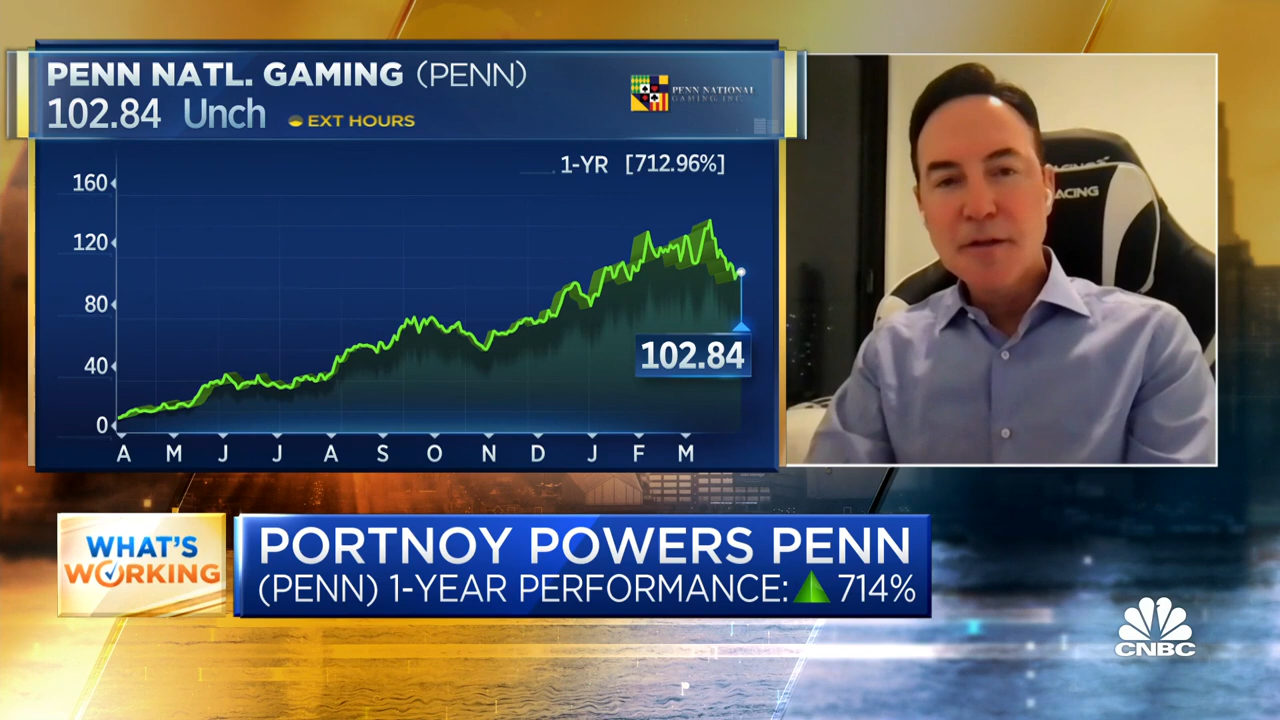 PENN NATL. GAMING (PENN)
102.84 Unch EXT HOURS
PENN NATIONAL
GAMING, INC.
1-YR [712.96%]
160
120
80
40
0
102.84
A M J J A S O N D J F M
RACING
WHAT'S
WORKING
PORTNOY POWERS PENN
(PENN) 1-YEAR PERFORMANCE: 714%
CNBC
P